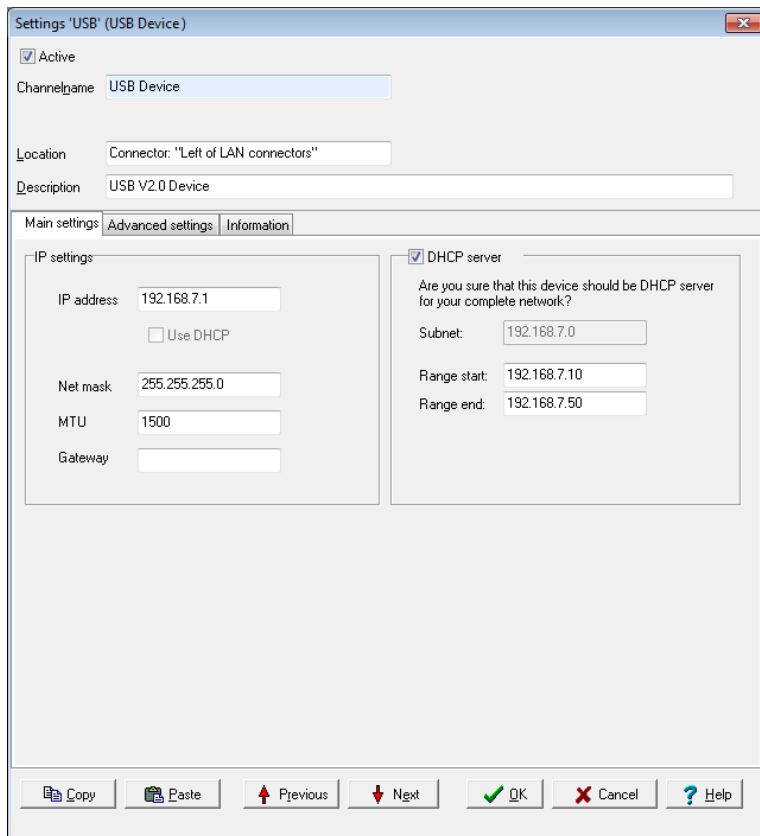 Settings 'USB' (USB Device)
Active
Channelname USB Device
Location Connector: "Left of LAN connectors"
Description USB V2.0 Device
Main settings Advanced settings Information
IP settings
IP address 192.168.7.1
Use DHCP
Net mask 255.255.255.0
MTU 1500
Gateway
DHCP server
Are you sure that this device should be DHCP server
for your complete network?
Subnet: 192.168.7.0
Range start: 192.168.7.10
Range end: 192.168.7.50
Copy Paste Previous Next OK Cancel Help